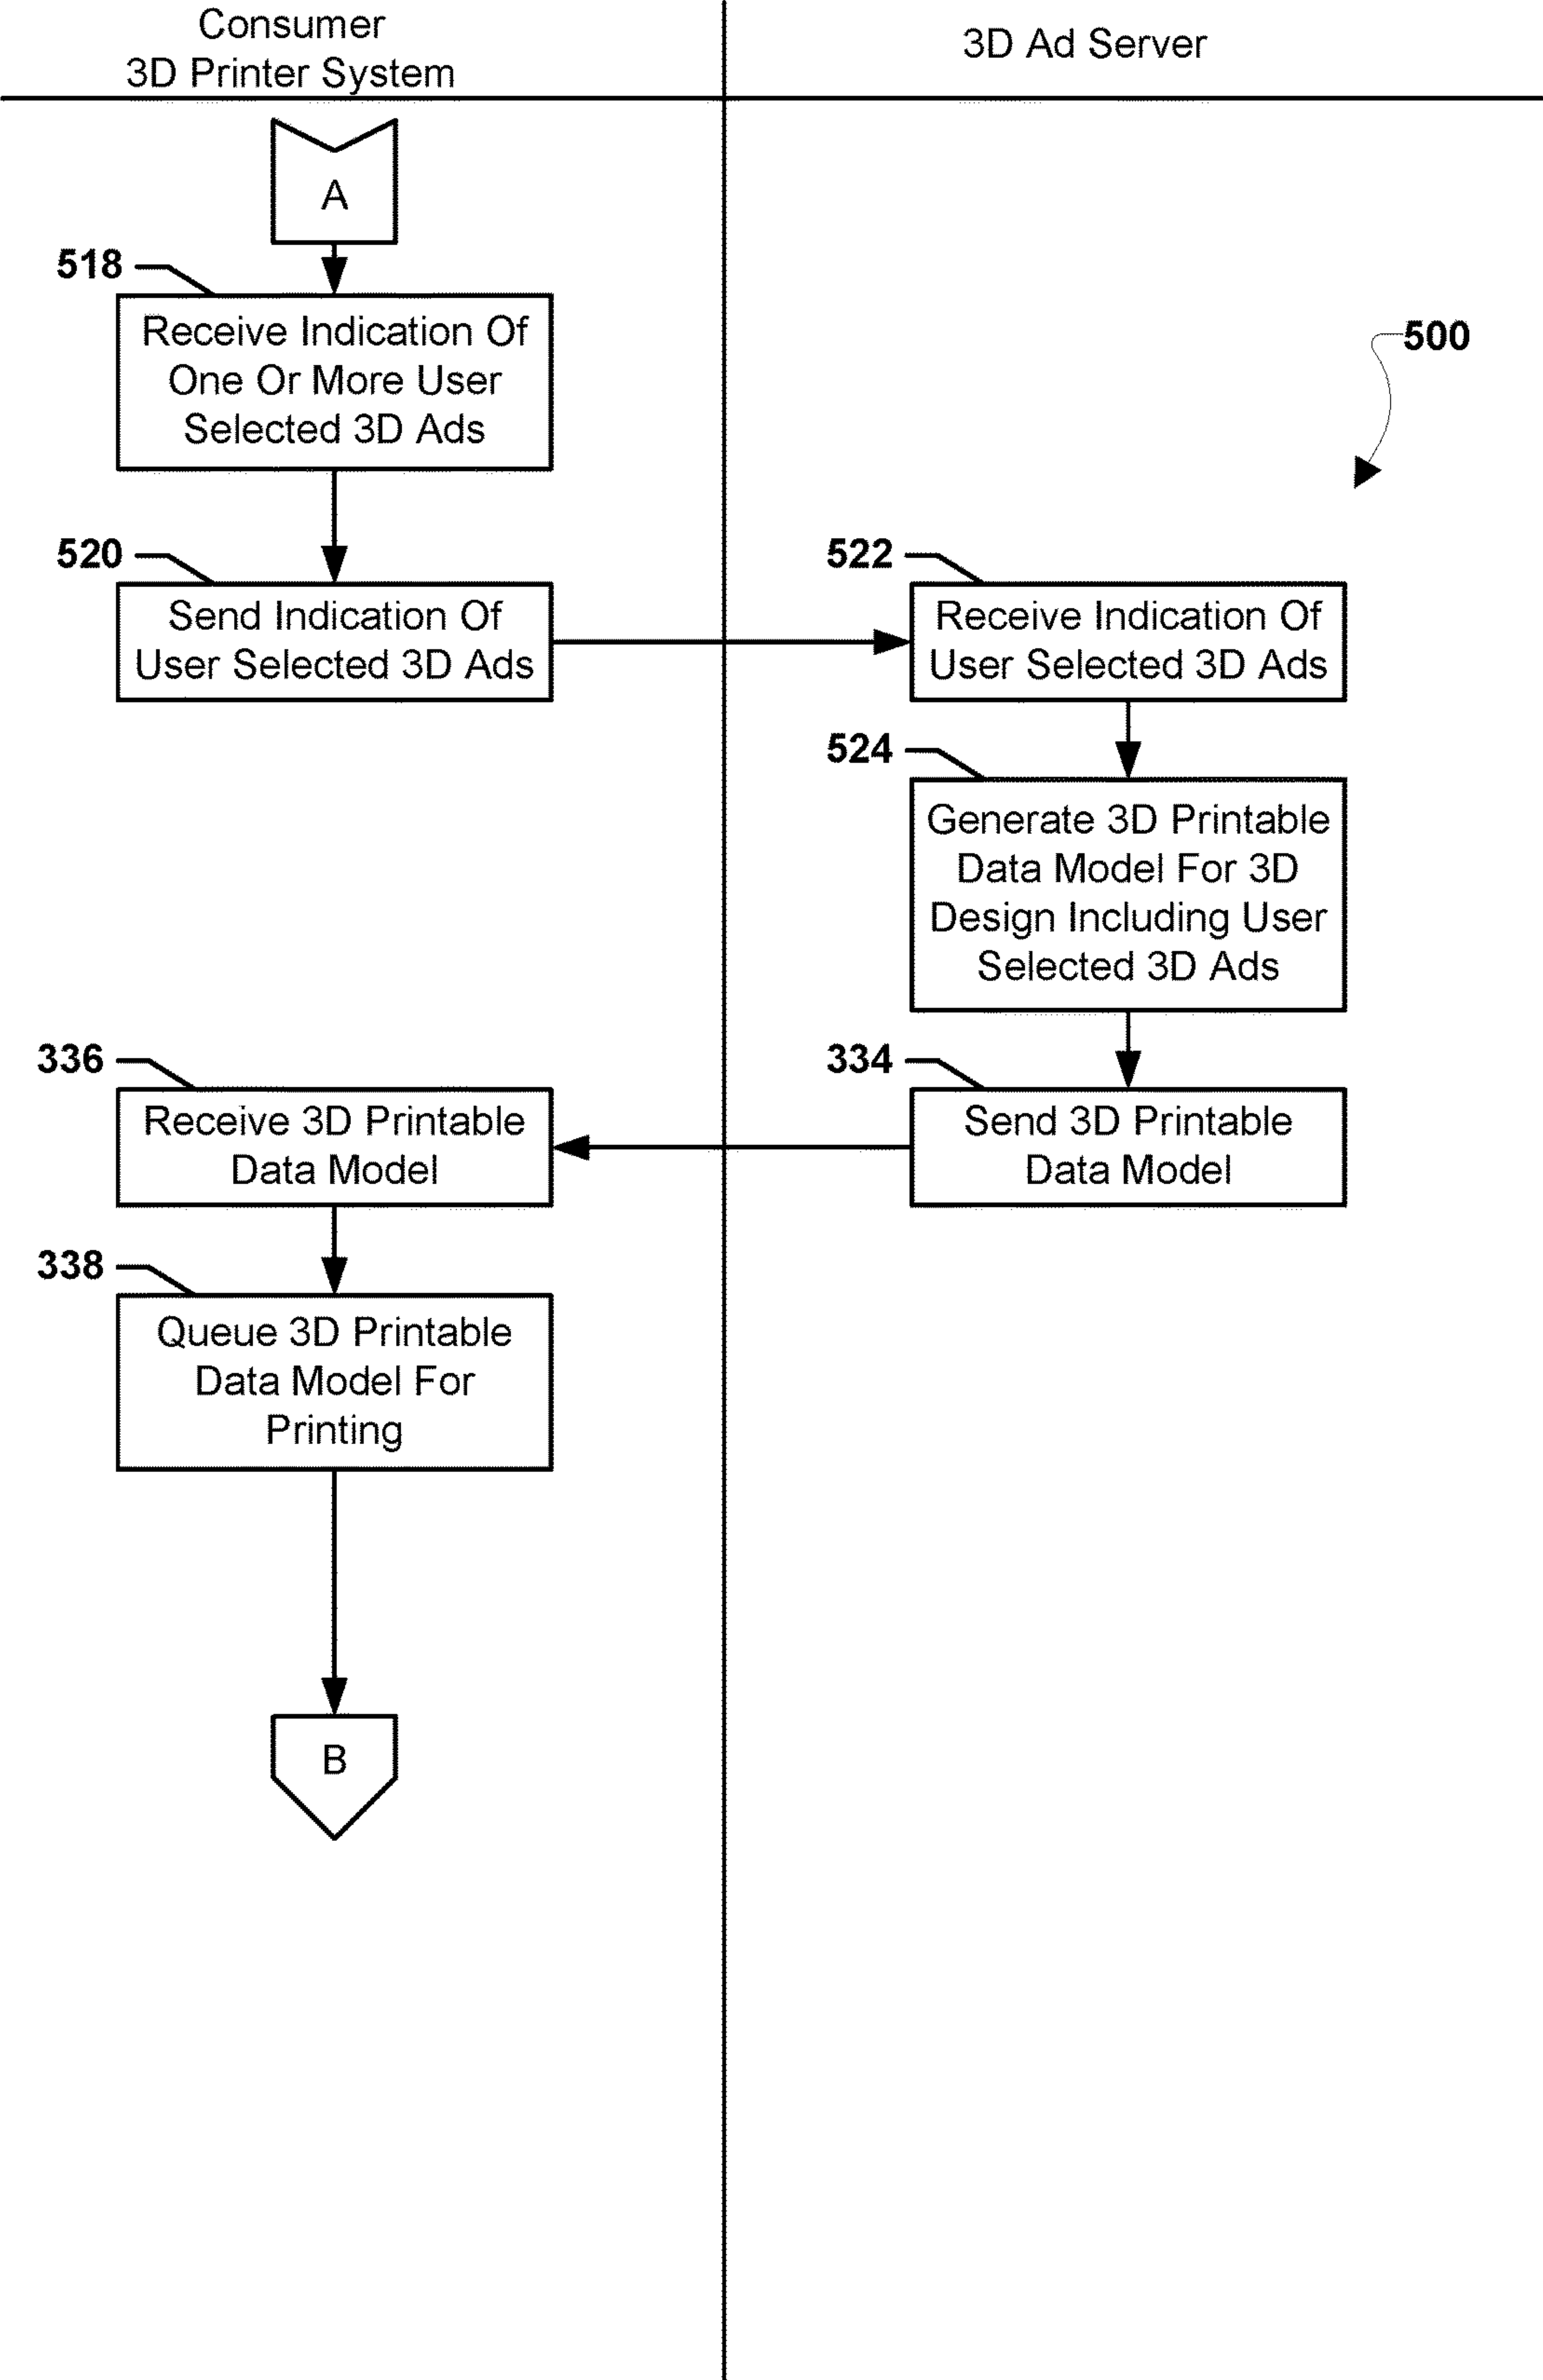 Consumer
3D Printer System
3D Ad Server
A
518
Receive Indication Of
One Or More User
Selected 3D Ads
500
520
Send Indication Of
User Selected 3D Ads
522
Receive Indication Of
User Selected 3D Ads
524
Generate 3D Printable
Data Model For 3D
Design Including User
Selected 3D Ads
336
Receive 3D Printable
Data Model
334
Send 3D Printable
Data Model
338
Queue 3D Printable
Data Model For
Printing
B